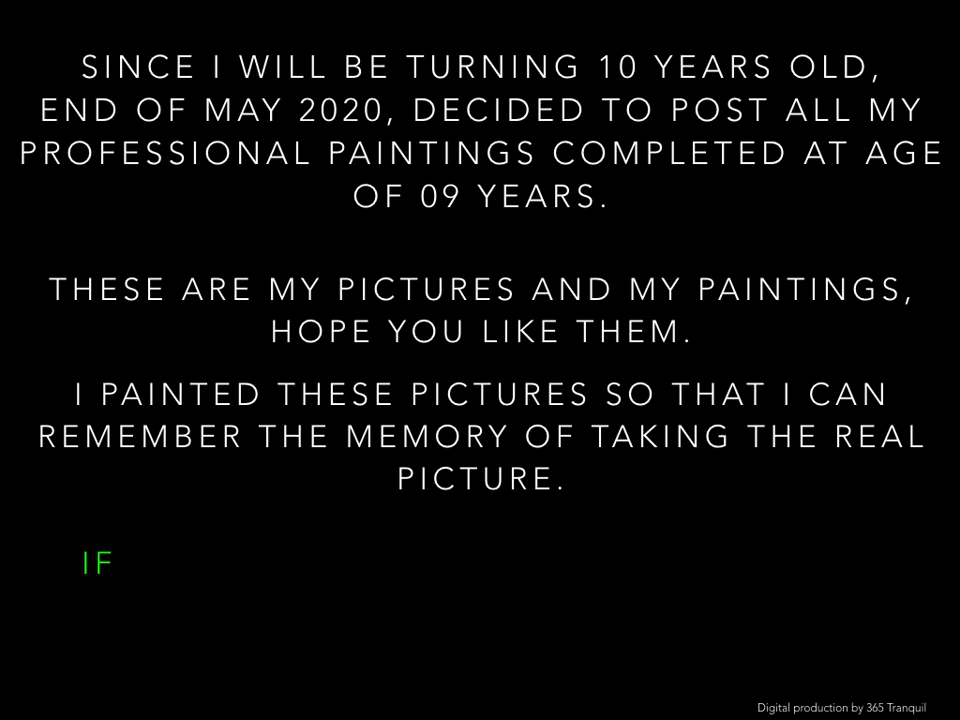 SINCE I WILL BE TURNING 10 YEARS OLD,
END OF MAY 2020, DECIDED TO POST ALL MY
PROFESSIONAL PAINTINGS COMPLETED AT AGE
OF 09 YEARS.
THESE ARE MY PICTURES AND MY PAINTINGS,
HOPE YOU LIKE THEM.
I PAINTED THESE PICTURES SO THAT I CAN
REMEMBER THE MEMORY OF TAKING THE REAL
PICTURE.
IF
Digital production by 365 Tranquil